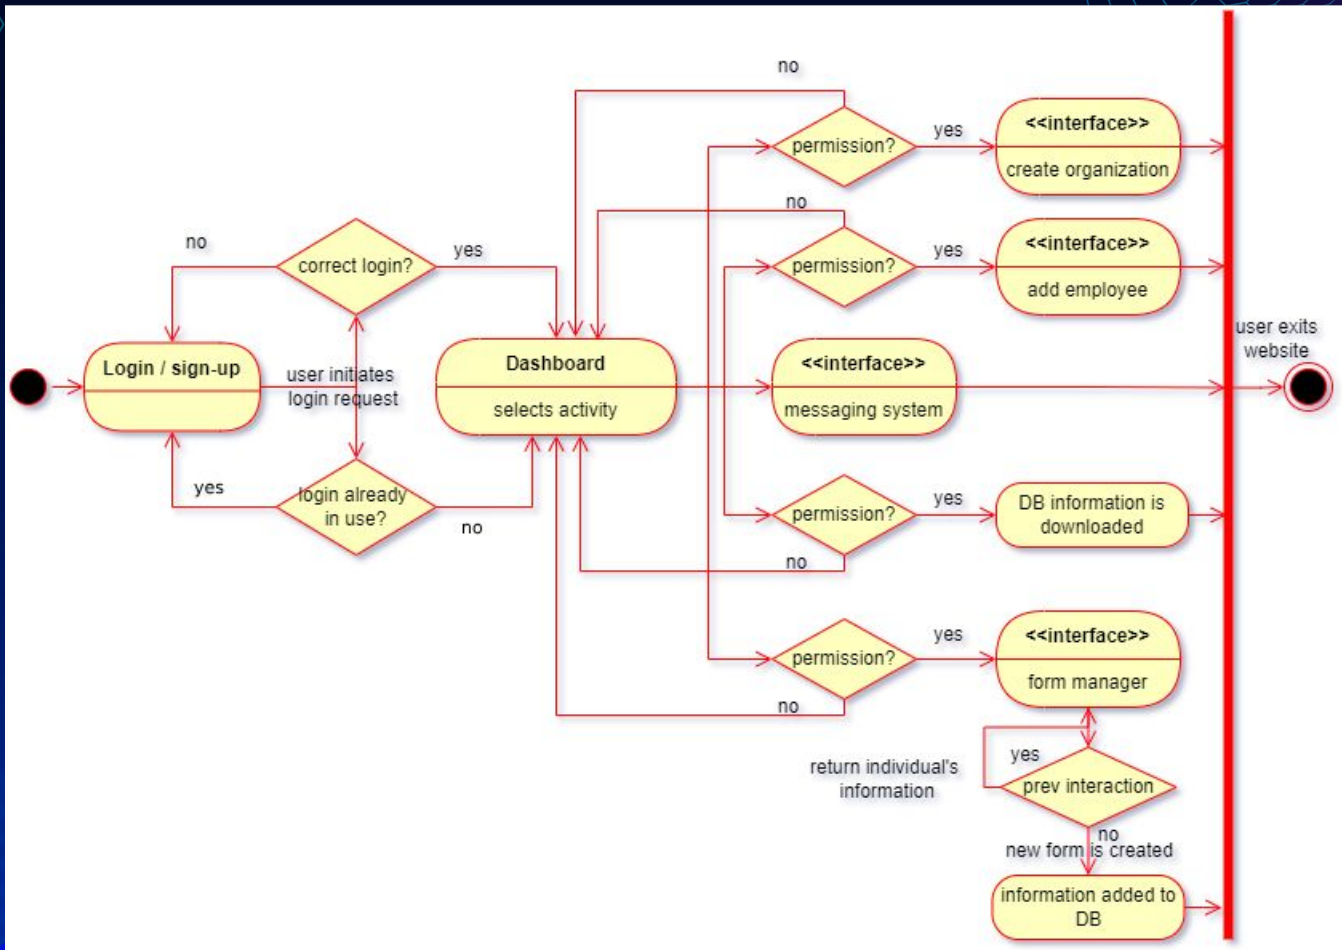 no
permission?
yes
<<interface>>
create organization
no
permission?
yes
<<interface>>
add employee
no
correct login?
yes
Login / sign-up
user initiates
login request
Dashboard
selects activity
<<interface>>
messaging system
user exits
website
yes
login already
in use?
no
permission?
yes
DB information is
downloaded
no
permission?
yes
<<interface>>
form manager
no
return individual's
information
yes
prev interaction
no
new form is created
information added to
DB